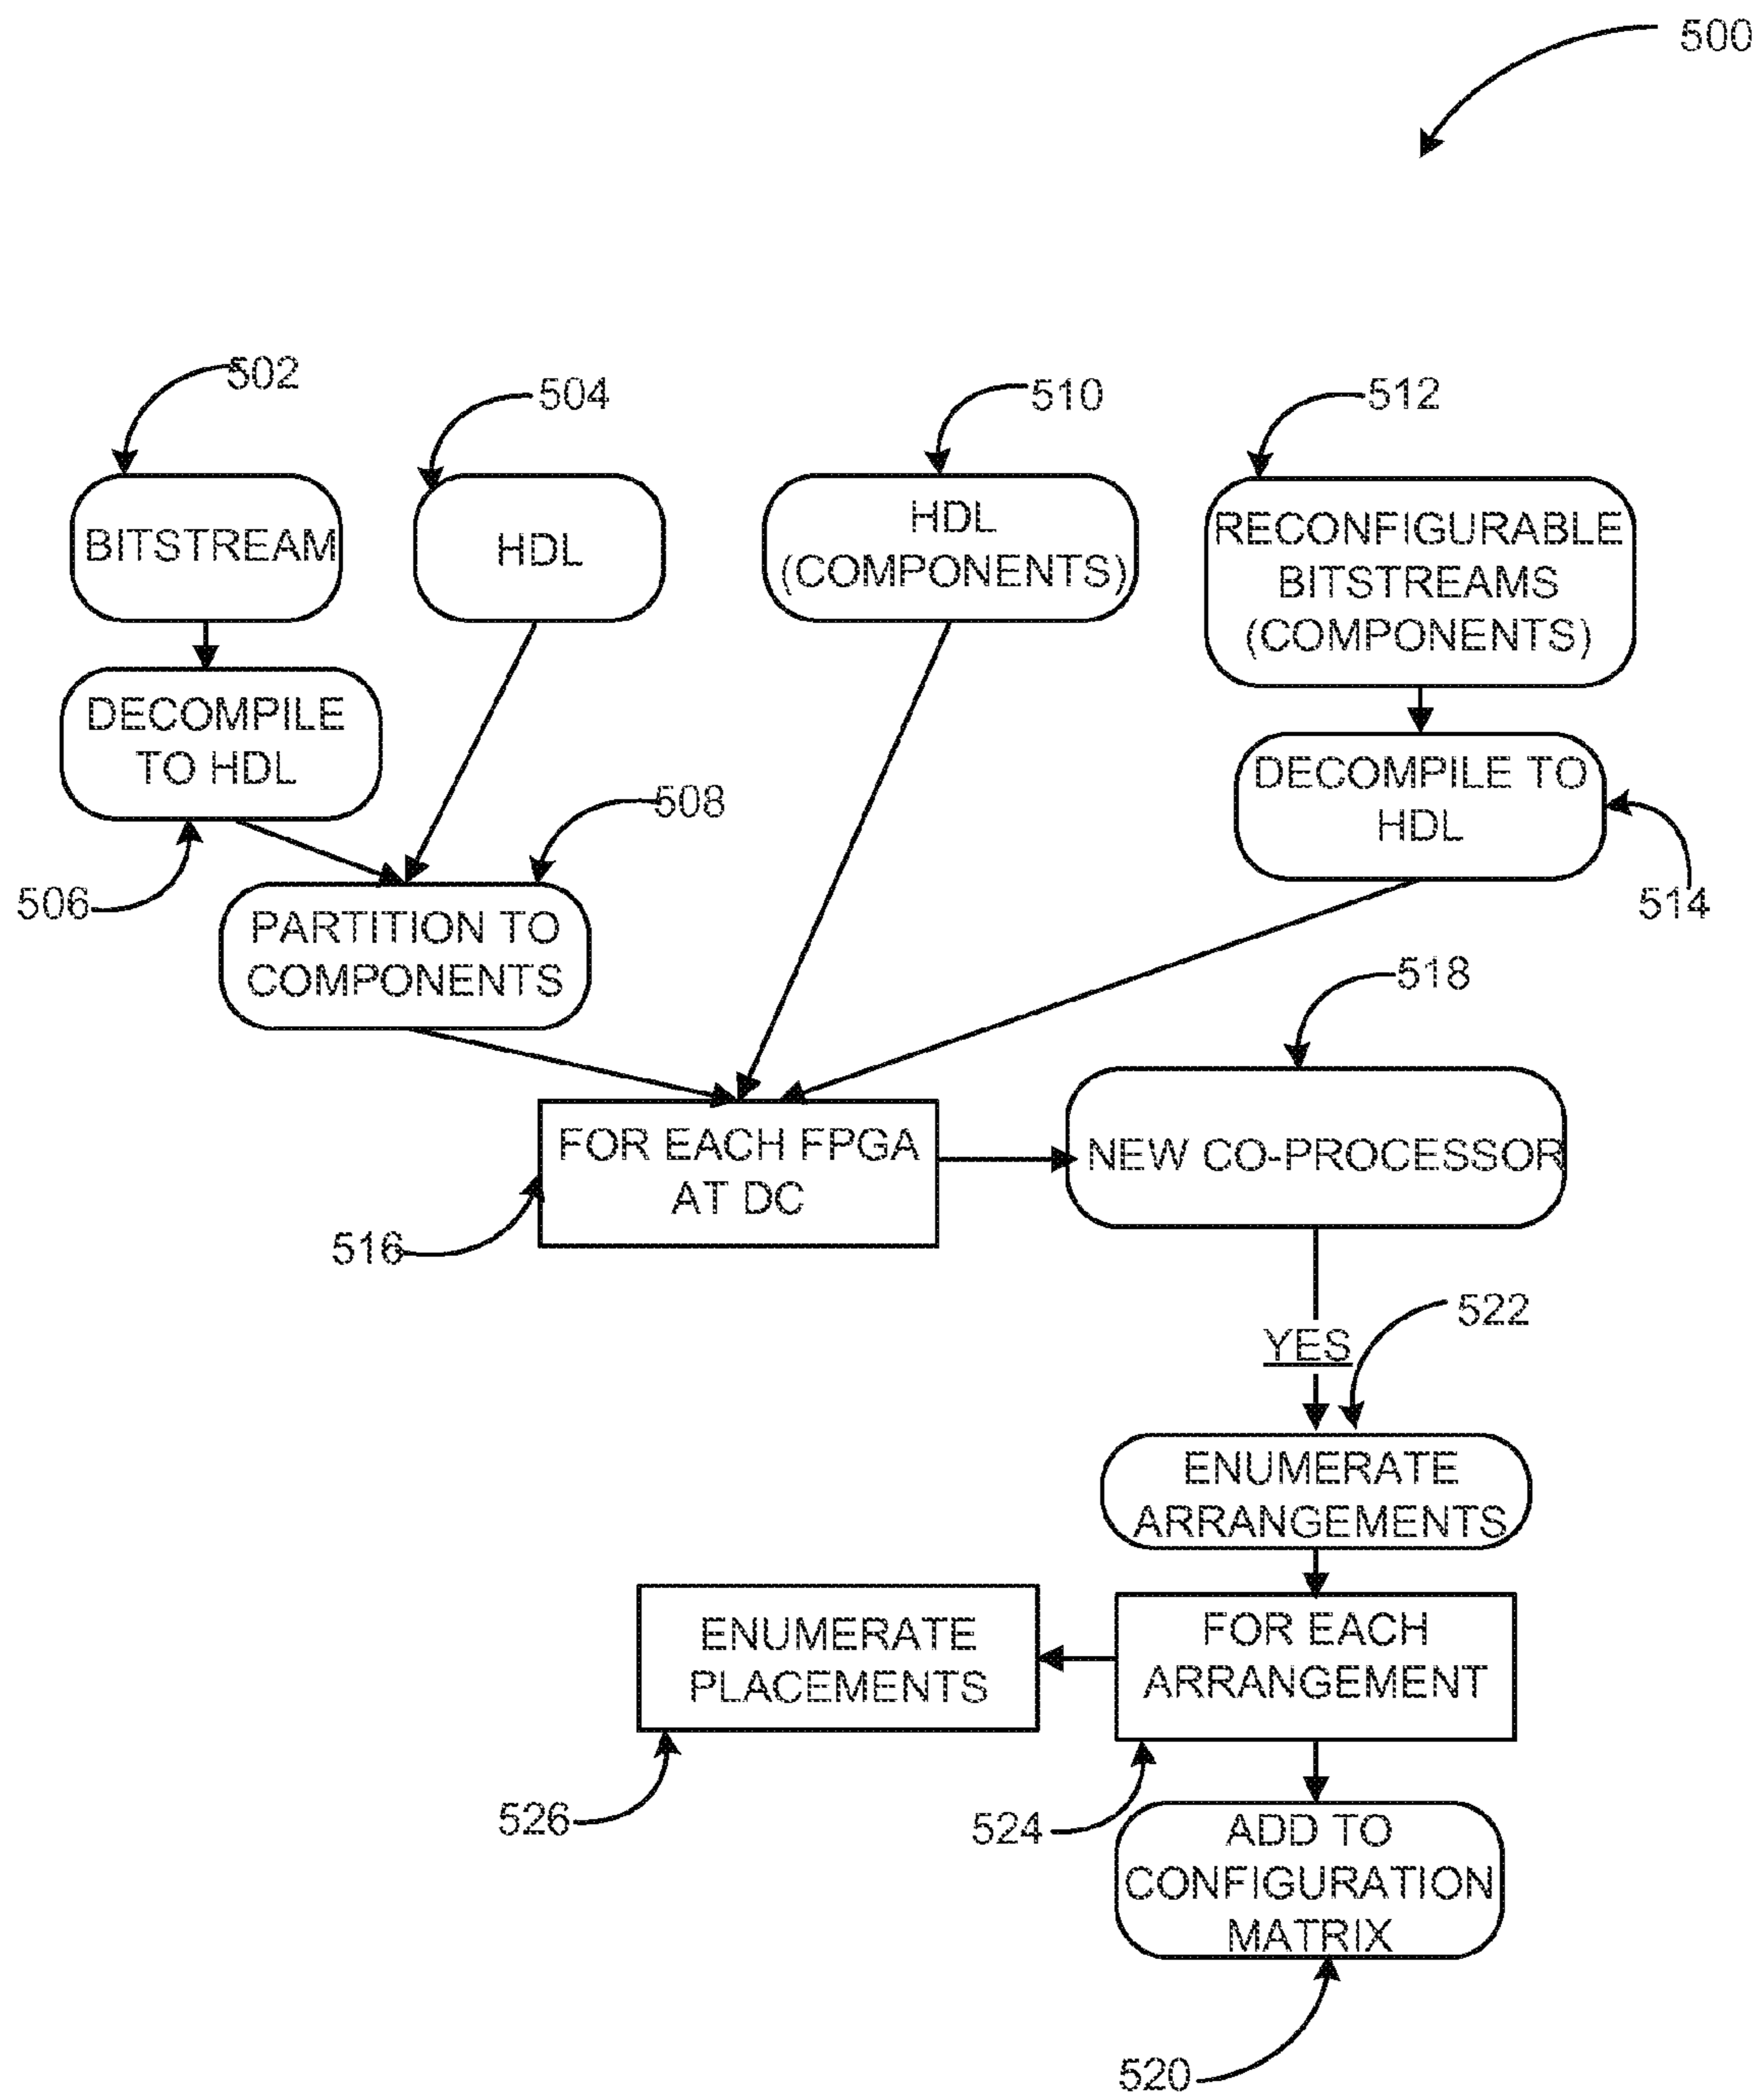 500
502
504
510
512
BITSTREAM
HDL
HDL
(COMPONENTS)
RECONFIGURABLE
BITSTREAMS
(COMPONENTS)
DECOMPILE
TO HDL
DECOMPILE TO
HDL
508
506
514
PARTITION TO
COMPONENTS
518
FOR EACH FPGA
AT DC
NEW CO-PROCESSOR
516
522
YES
ENUMERATE
ARRANGEMENTS
ENUMERATE
PLACEMENTS
FOR EACH
ARRANGEMENT
526
524
ADD TO
CONFIGURATION
MATRIX
520